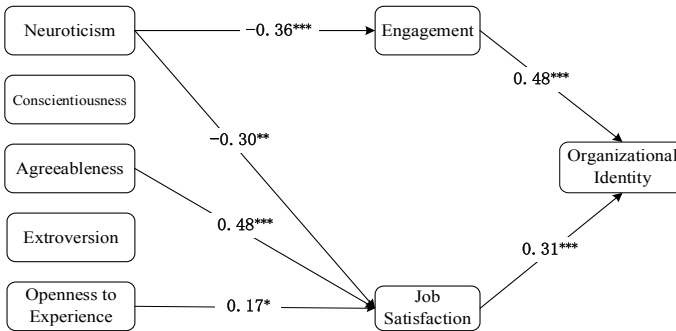 Neuroticism
-0.36***
Engagement
0.48***
Conscientiousness
-0.30**
Agreeableness
Organizational
Identity
0.48***
Extroversion
0.31***
Openness to
Experience
0.17*
Job
Satisfaction